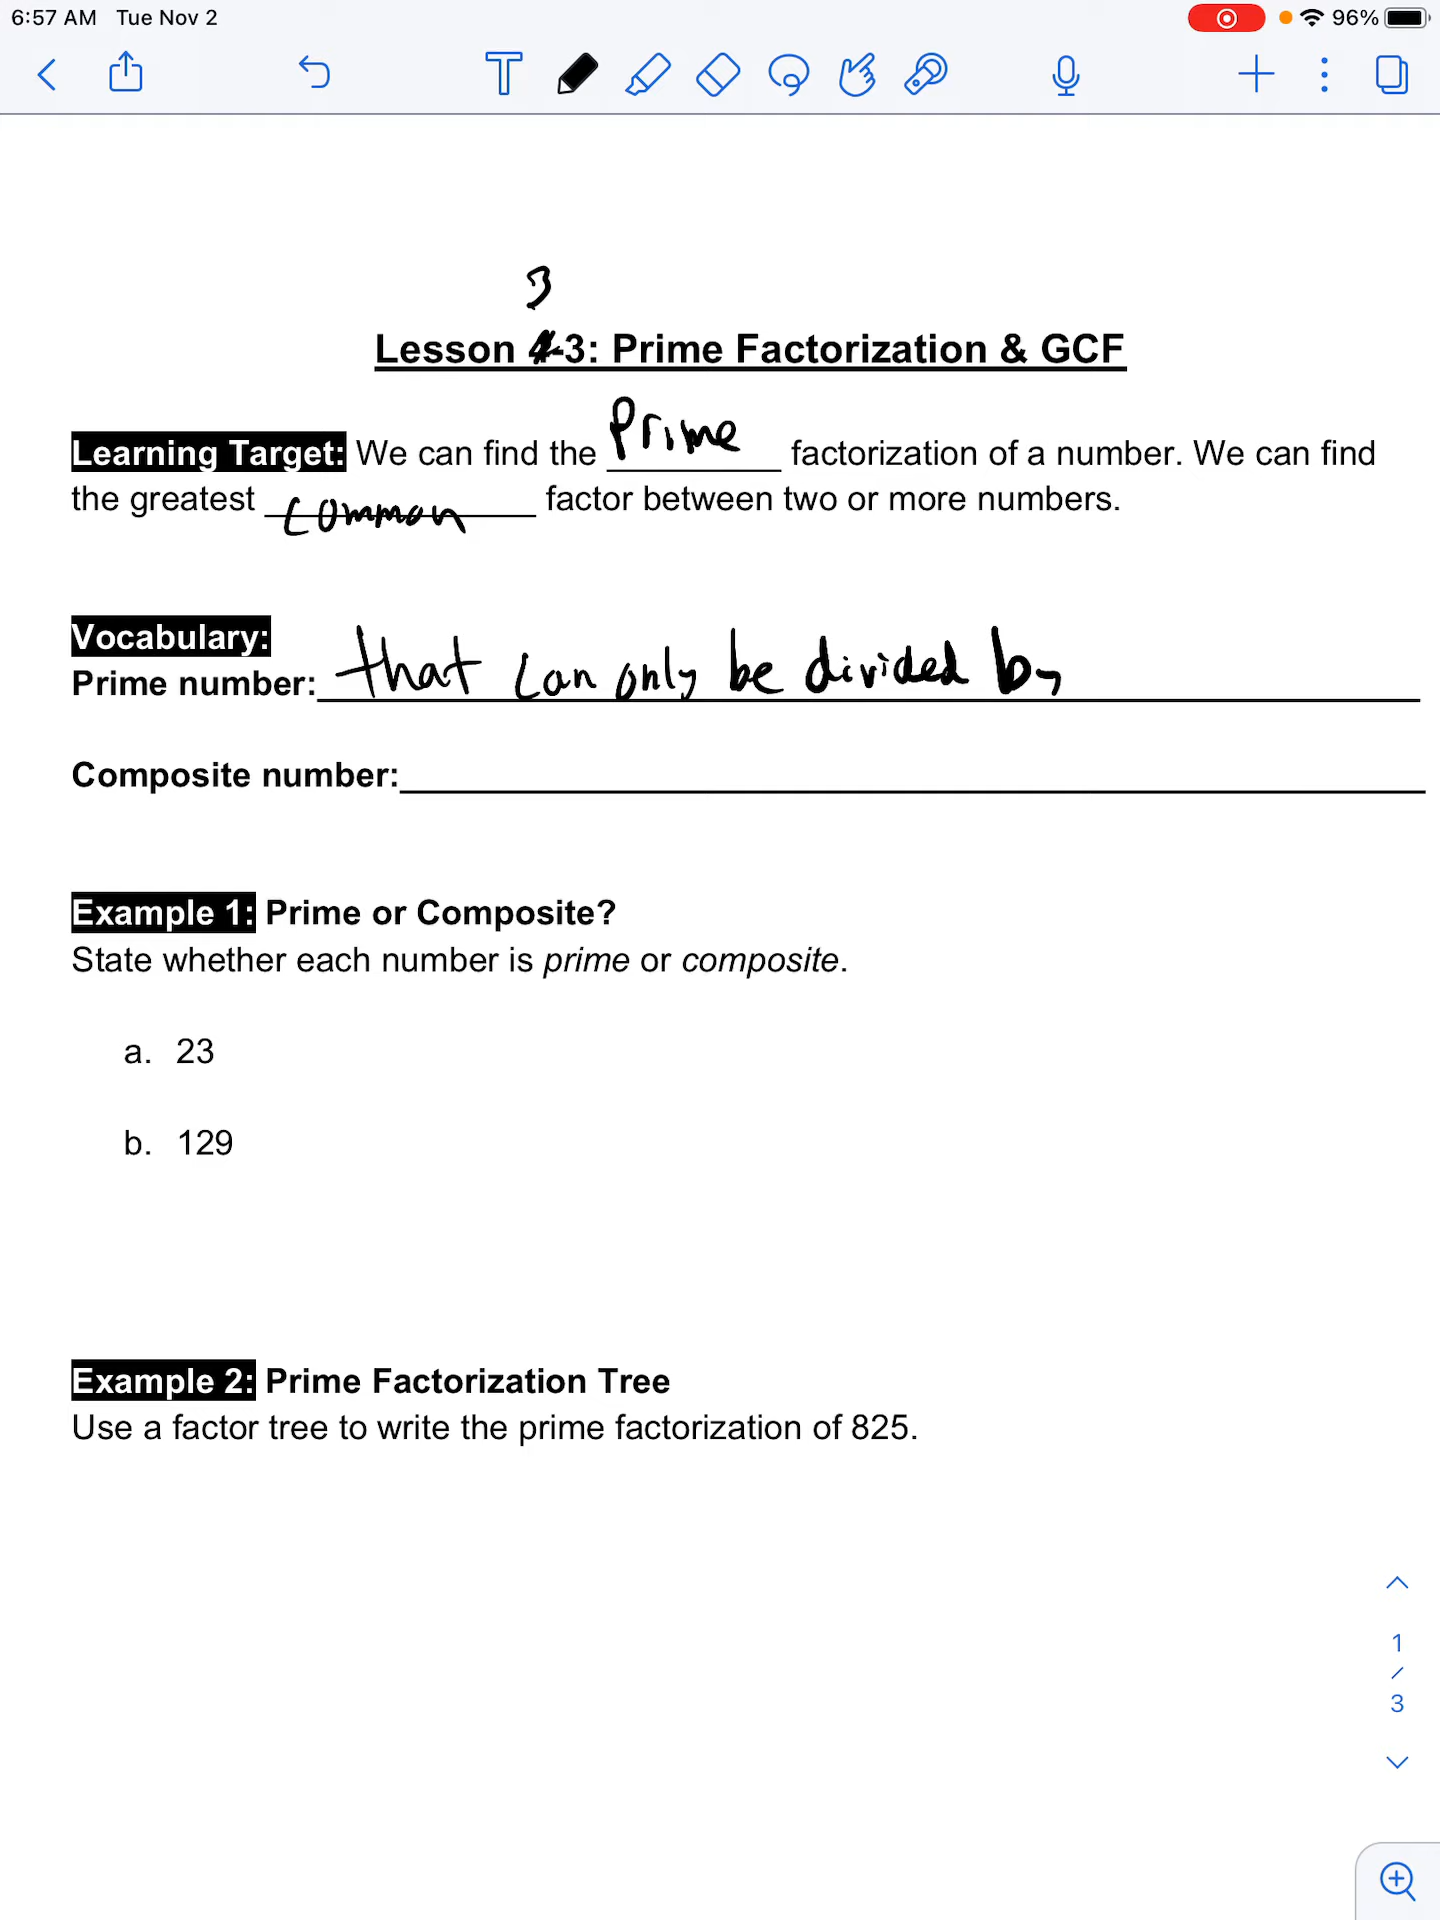 6:57 AM Tue Nov 2
96%
3
Lesson 4-3: Prime Factorization & GCF
Learning Target: We can find the Prime factorization of a number. We can find
the greatest common factor between two or more numbers.
Vocabulary:
Prime number: that can only be divided by
Composite number:
Example 1: Prime or Composite?
State whether each number is prime or composite.
a. 23
b. 129
Example 2: Prime Factorization Tree
Use a factor tree to write the prime factorization of 825.
1
/
3